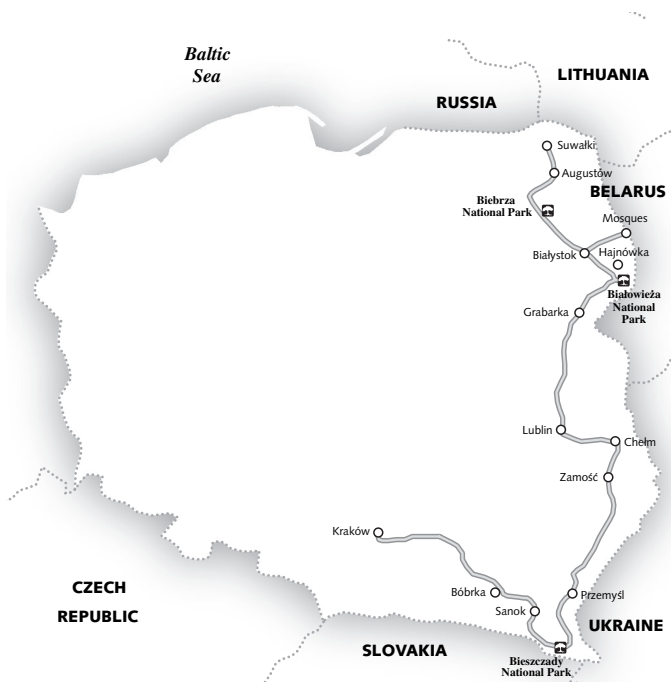 Baltic
Sea
LITHUANIA
RUSSIA
Suwałki
Augustów
BELARUS
Biebrza
National Park
Mosques
Białystok
Hajnówka
Białowieża
National
Park
Grabarka
Lublin
Chełm
Zamość
Kraków
CZECH
REPUBLIC
Bóbrka
Przemyśl
Sanok
UKRAINE
SLOVAKIA
Bieszczady
National Park